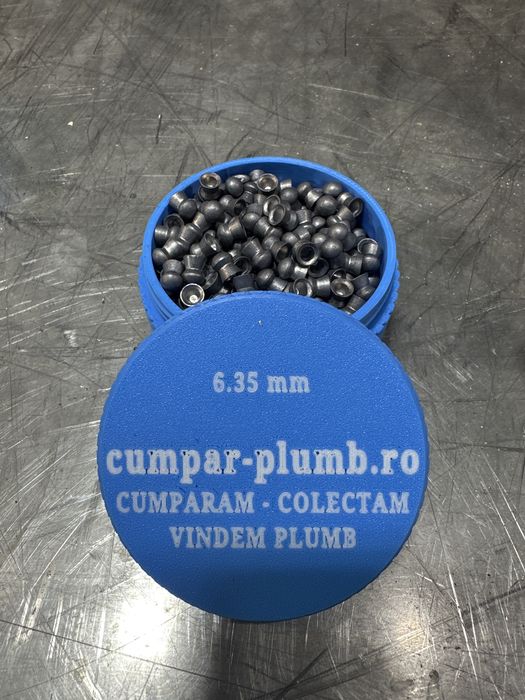 6.35 mm
cumpar-plumb.ro
CUMPARAM - COLECTAM
VINDEM PLUMB